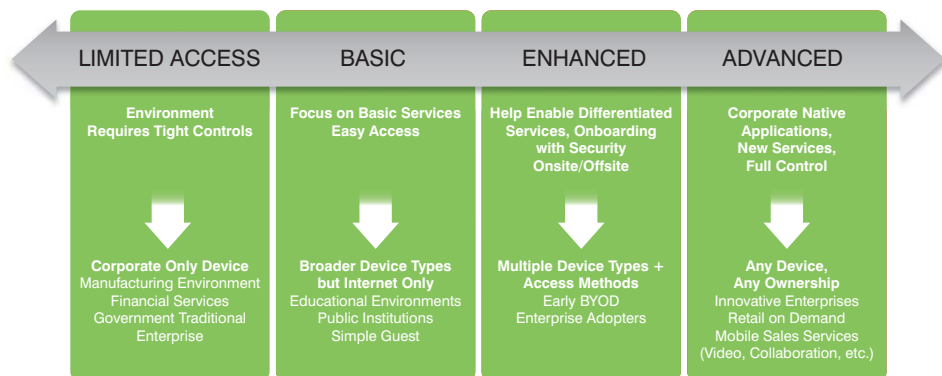 LIMITED ACCESS
Environment
Requires Tight Controls
Corporate Only Device
Manufacturing Environment
Financial Services
Government Traditional
Enterprise
BASIC
Focus on Basic Services
Easy Access
Broader Device Types
but Internet Only
Educational Environments
Public Institutions
Simple Guest
ENHANCED
Help Enable Differentiated
Services, Onboarding
with Security
Onsite/Offsite
Multiple Device Types +
Access Methods
Early BYOD
Enterprise Adopters
ADVANCED
Corporate Native
Applications,
New Services,
Full Control
Any Device,
Any Ownership
Innovative Enterprises
Retail on Demand
Mobile Sales Services
(Video, Collaboration, etc.)